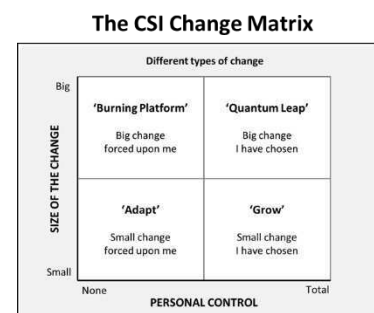 The CSI Change Matrix
Different types of change
Big
'Burning Platform'
Big change
forced upon me
'Quantum Leap'
Big change
I have chosen
SIZE OF THE CHANGE
'Adapt'
Small change
forced upon me
'Grow'
Small change
I have chosen
Small
None
Total
PERSONAL CONTROL